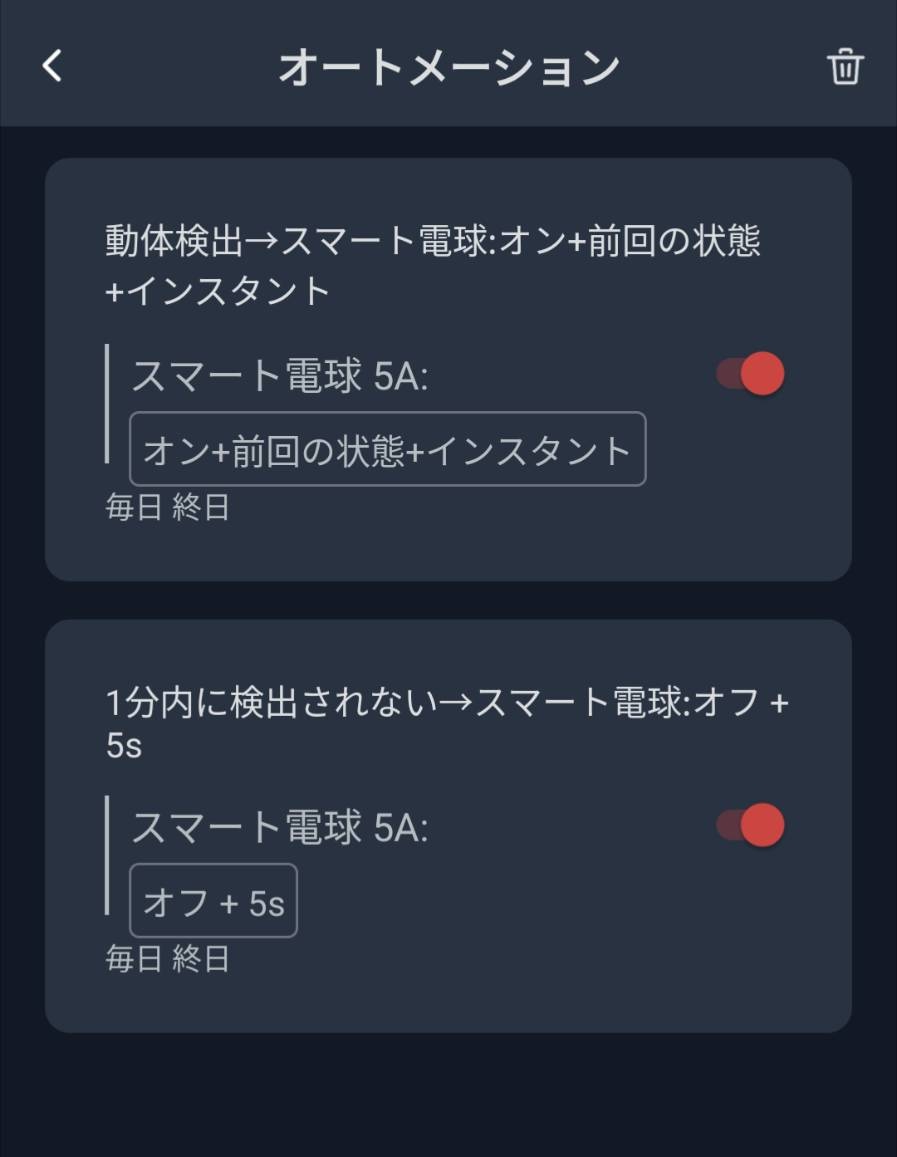 オートメーション
動体検出→スマート電球:オン+前回の状態
+インスタント
スマート電球 5A:
オン+前回の状態+インスタント
毎日 終日
1分内に検出されない→スマート電球:オフ +
5s
スマート電球 5A:
オフ + 5s
毎日 終日